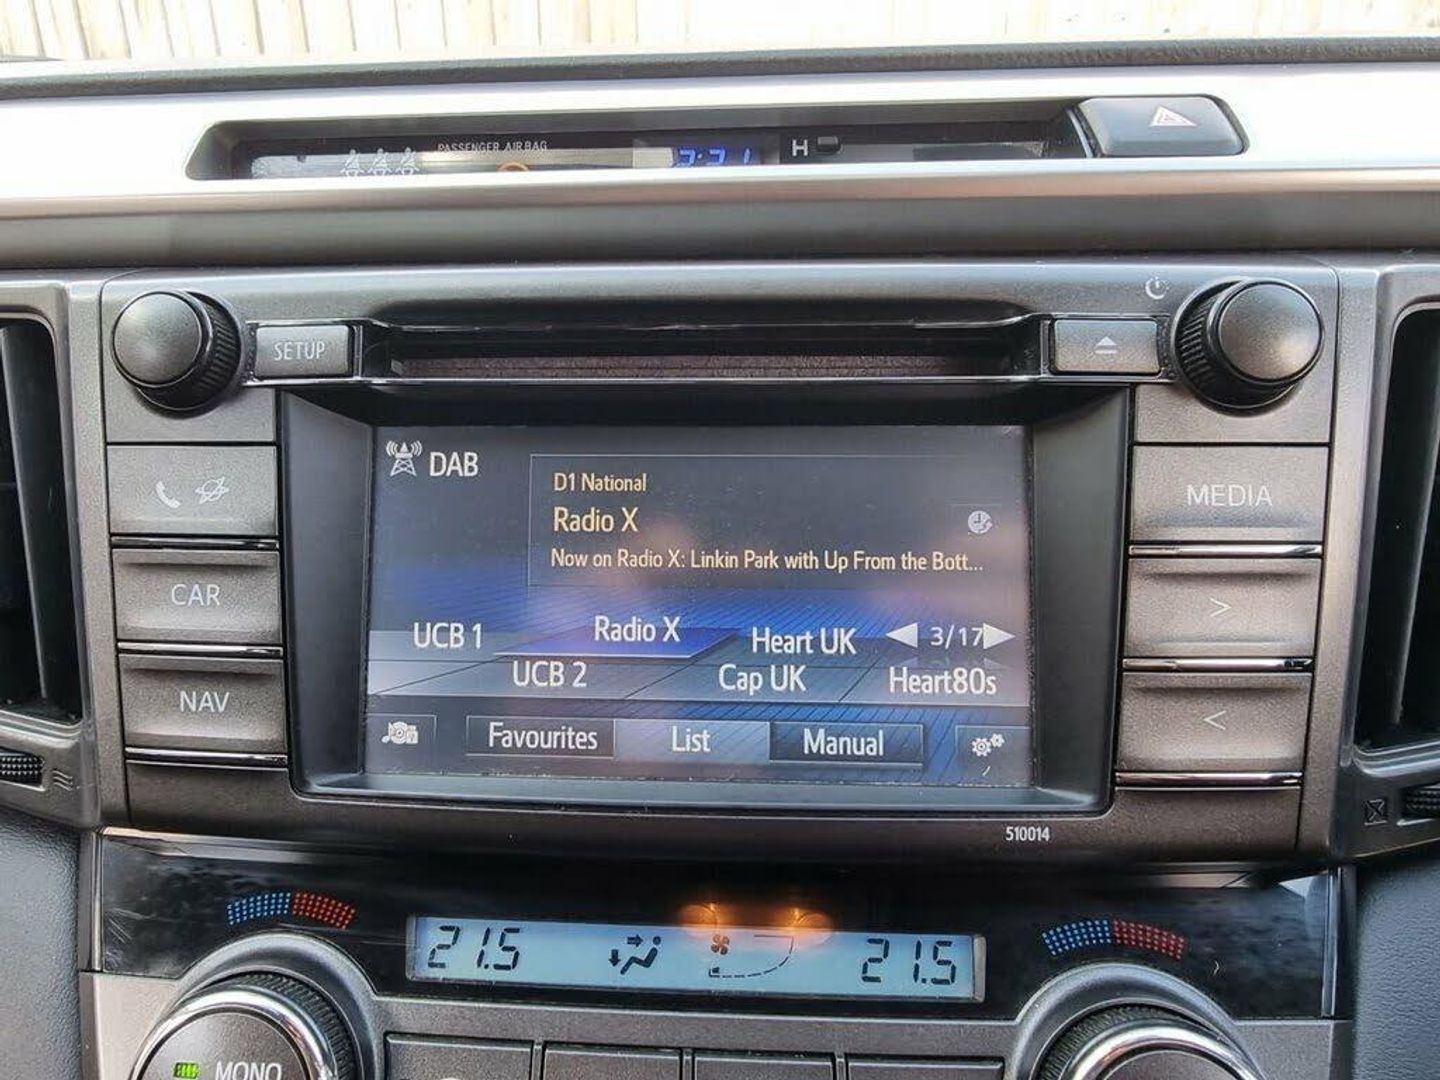 PASSENGER AIRBAG
H
SETUP
DAB
D1 National
Radio X
Now on Radio X: Linkin Park with Up From the Bott...
MEDIA
CAR
>
UCB 1
Radio X
Heart UK
3/17
UCB 2
Cap UK
Heart80s
NAV
<
Favourites
List
Manual
510014
21.5
21.5
MONO